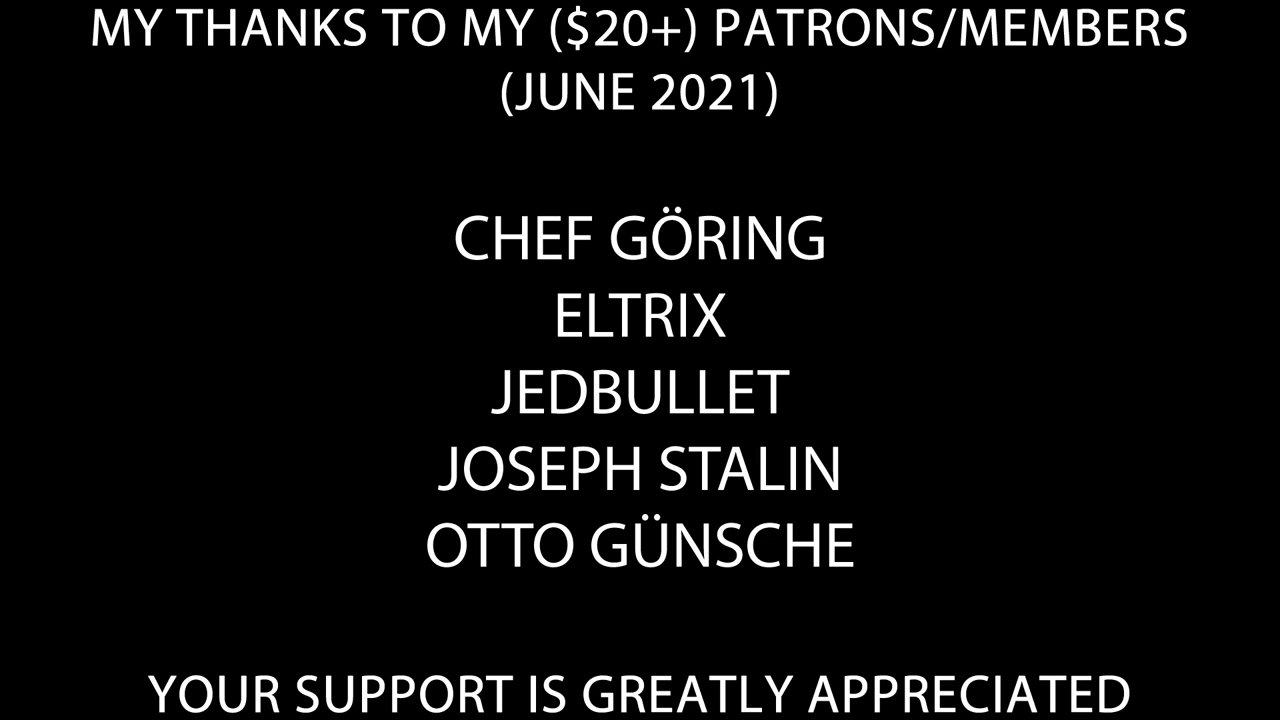 MY THANKS TO MY ($20+) PATRONS/MEMBERS
(JUNE 2021)
CHEF GÖRING
ELTRIX
JEDBULLET
JOSEPH STALIN
OTTO GÜNSCHE
YOUR SUPPORT IS GREATLY APPRECIATED